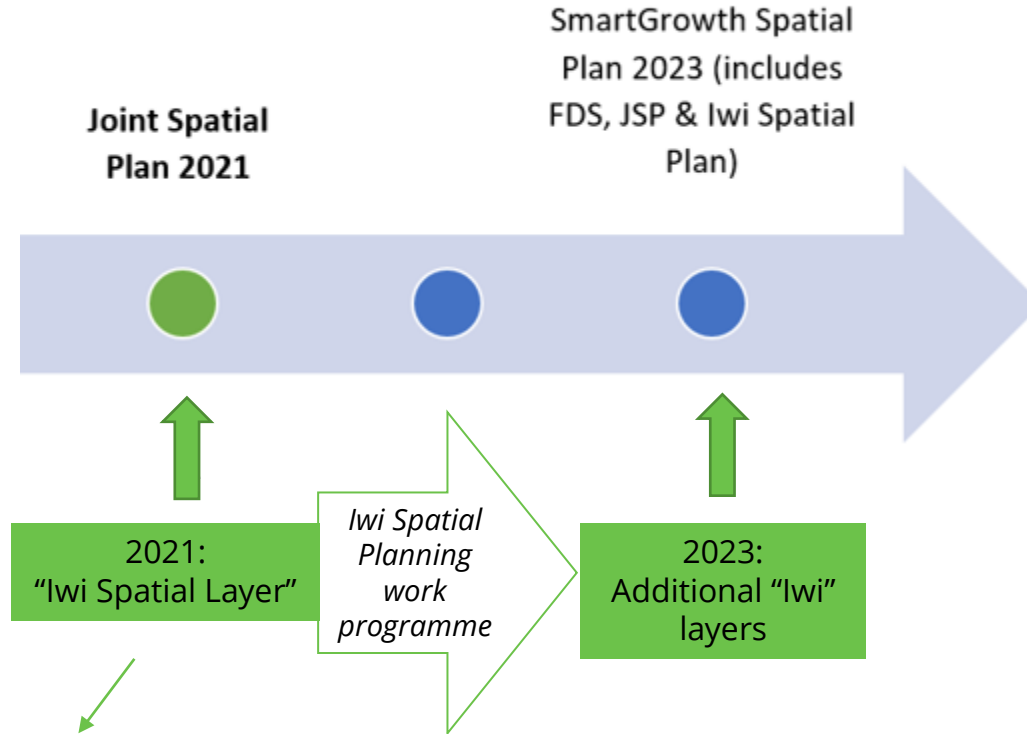 Joint Spatial
Plan 2021
SmartGrowth Spatial
Plan 2023 (includes
FDS, JSP & Iwi Spatial
Plan)
2021:
“Iwi Spatial Layer”
Iwi Spatial
Planning
work
programme
2023:
Additional “Iwi”
layers